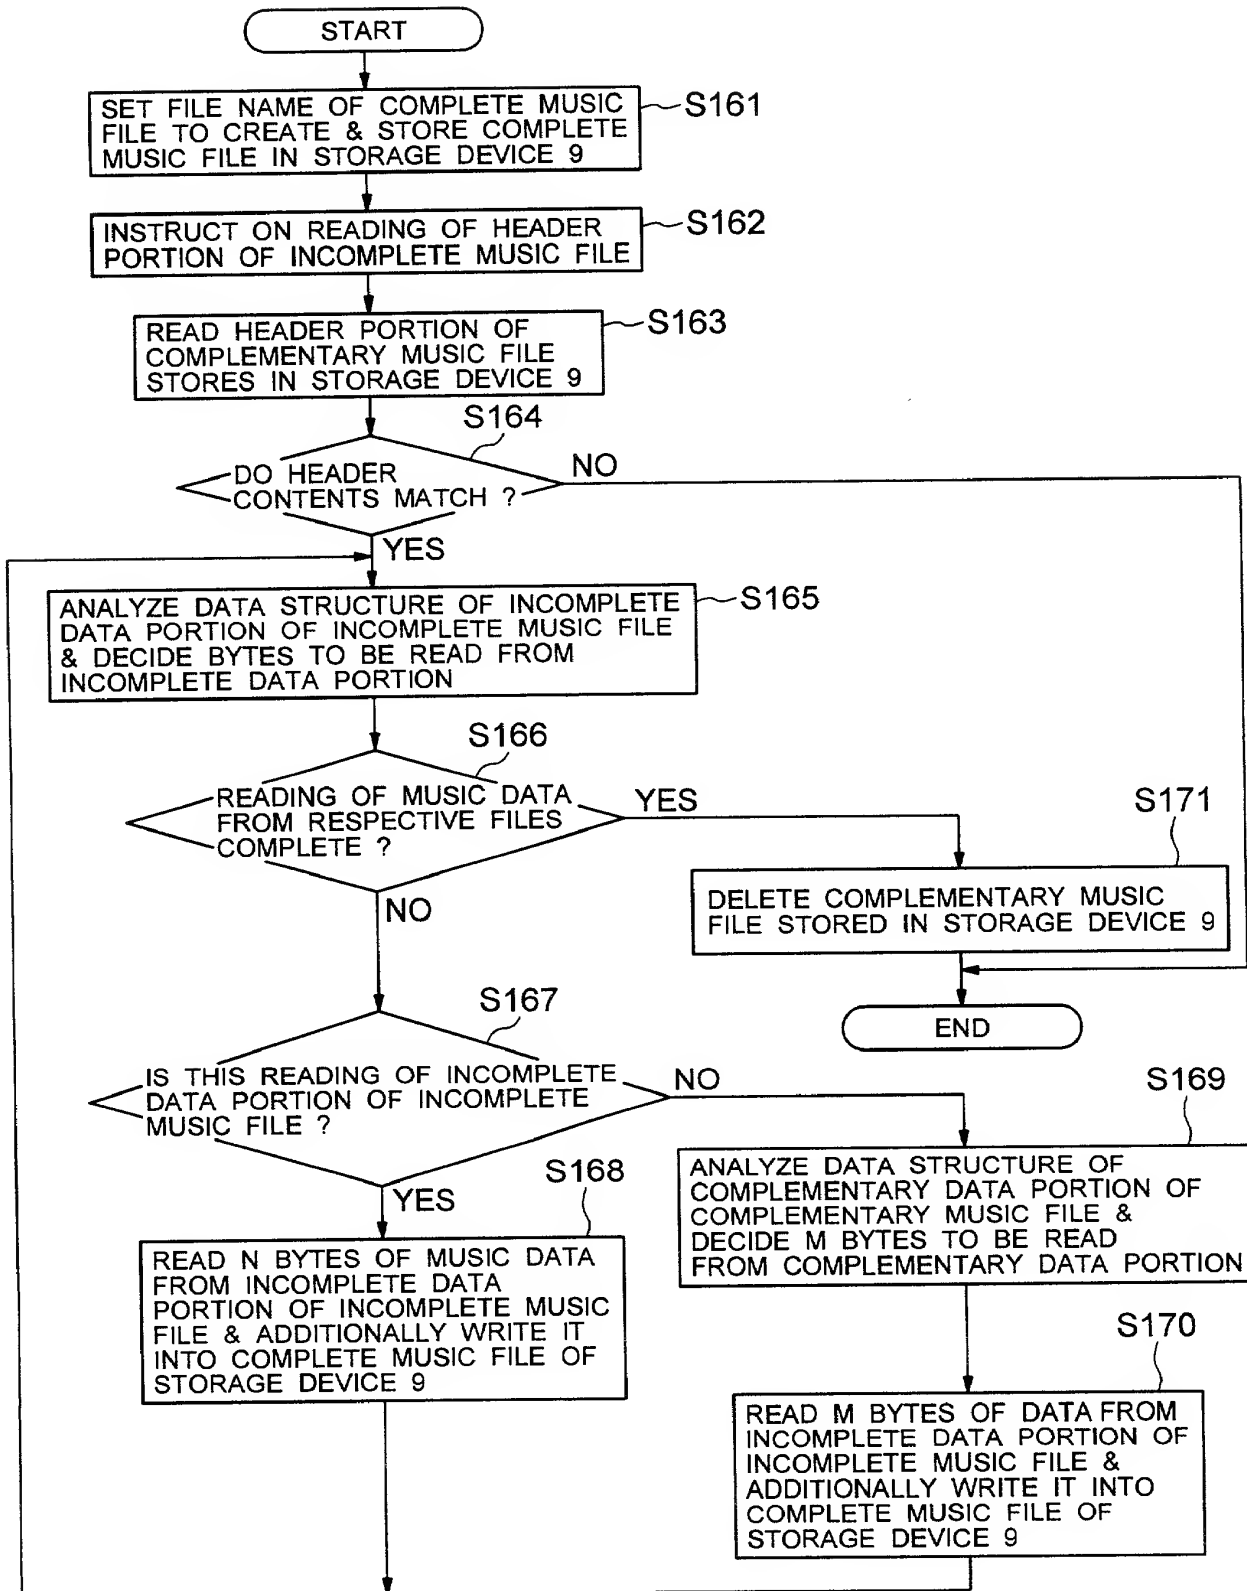 START
SET FILE NAME OF COMPLETE MUSIC
FILE TO CREATE & STORE COMPLETE
MUSIC FILE IN STORAGE DEVICE 9
S161
INSTRUCT ON READING OF HEADER
PORTION OF INCOMPLETE MUSIC FILE
S162
READ HEADER PORTION OF
COMPLEMENTARY MUSIC FILE
STORES IN STORAGE DEVICE 9
S163
S164
DO HEADER
CONTENTS MATCH ?
NO
YES
ANALYZE DATA STRUCTURE OF INCOMPLETE
DATA PORTION OF INCOMPLETE MUSIC FILE
& DECIDE BYTES TO BE READ FROM
INCOMPLETE DATA PORTION
S165
S166
READING OF MUSIC DATA
FROM RESPECTIVE FILES
COMPLETE ?
YES
S171
DELETE COMPLEMENTARY MUSIC
FILE STORED IN STORAGE DEVICE 9
NO
END
S167
IS THIS READING OF INCOMPLETE
DATA PORTION OF INCOMPLETE
MUSIC FILE ?
NO
S169
ANALYZE DATA STRUCTURE OF
COMPLEMENTARY DATA PORTION OF
COMPLEMENTARY MUSIC FILE &
DECIDE M BYTES TO BE READ
FROM COMPLEMENTARY DATA PORTION
YES
S168
READ N BYTES OF MUSIC DATA
FROM INCOMPLETE DATA
PORTION OF INCOMPLETE MUSIC
FILE & ADDITIONALLY WRITE IT
INTO COMPLETE MUSIC FILE OF
STORAGE DEVICE 9
S170
READ M BYTES OF DATA FROM
INCOMPLETE DATA PORTION OF
INCOMPLETE MUSIC FILE &
ADDITIONALLY WRITE IT INTO
COMPLETE MUSIC FILE OF
STORAGE DEVICE 9